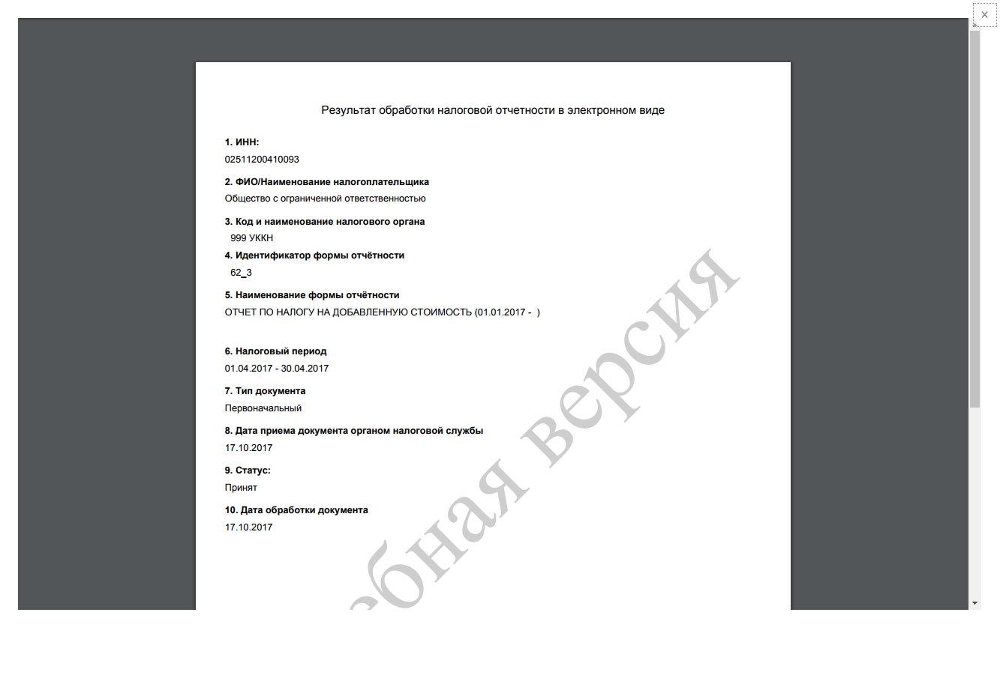 Результат обработки налоговой отчетности в электронном виде
1. ИНН:
02511200410093
2. ФИО/Наименование налогоплательщика
Общество с ограниченной ответственностью
3. Код и наименование налогового органа
999 УККН
4. Идентификатор формы отчётности
62_3
5. Наименование формы отчётности
ОТЧЕТ ПО НАЛОГУ НА ДОБАВЛЕННУЮ СТОИМОСТЬ (01.01.2017 - )
6. Налоговый период
01.04.2017 - 30.04.2017
7. Тип документа
Первоначальный
8. Дата приема документа органом налоговой службы
17.10.2017
9. Статус:
Принят
10. Дата обработки документа
17.10.2017
версия